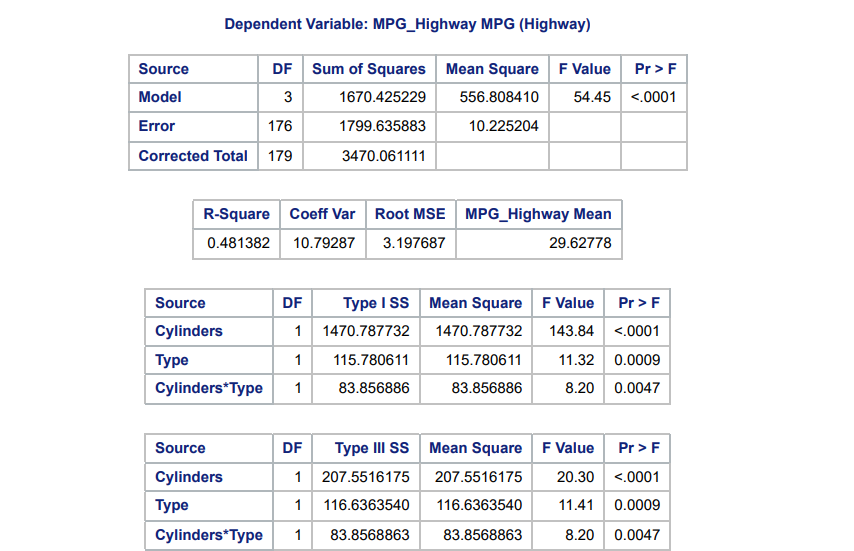 Dependent Variable: MPG_Highway MPG (Highway)
Source DF Sum of Squares Mean Square F Value Pr > F
Model 3 1670.425229 556.808410 54.45 <.0001
Error 176 1799.635883 10.225204
Corrected Total 179 3470.061111
R-Square Coeff Var Root MSE MPG_Highway Mean
0.481382 10.79287 3.197687 29.62778
Source DF Type I SS Mean Square F Value Pr > F
Cylinders 1 1470.787732 1470.787732 143.84 <.0001
Type 1 115.780611 115.780611 11.32 0.0009
Cylinders*Type 1 83.856886 83.856886 8.20 0.0047
Source DF Type III SS Mean Square F Value Pr > F
Cylinders 1 207.5516175 207.5516175 20.30 <.0001
Type 1 116.6363540 116.6363540 11.41 0.0009
Cylinders*Type 1 83.8568863 83.8568863 8.20 0.0047